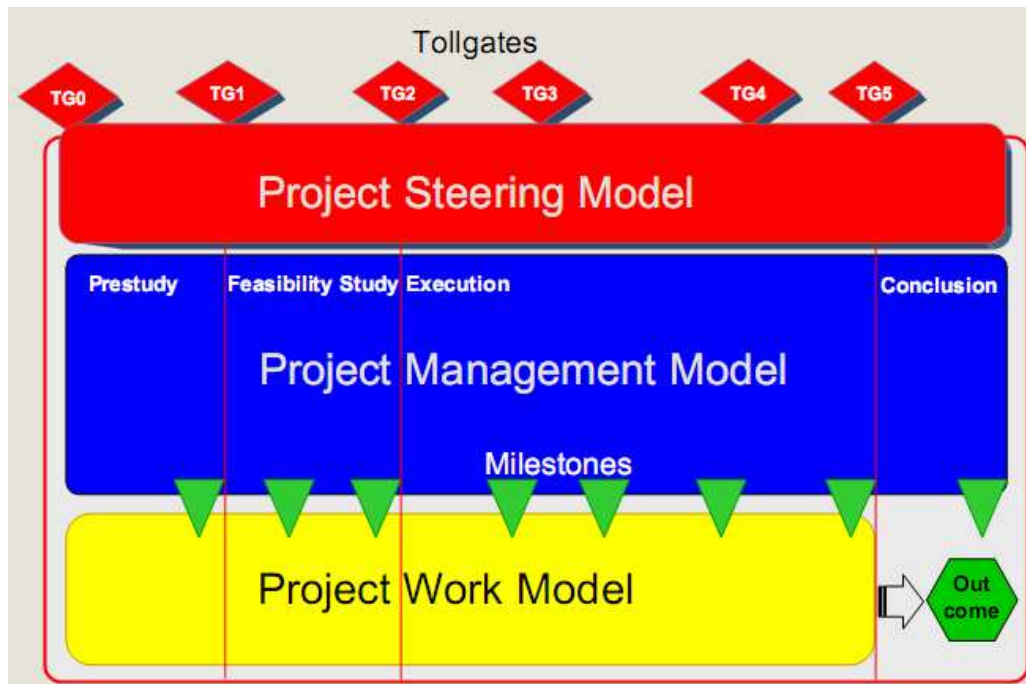 Tollgates
TG0 TG1 TG2 TG3 TG4 TG5
Project Steering Model
Prestudy Feasibility Study Execution Conclusion
Project Management Model
Milestones
Project Work Model
Out
come